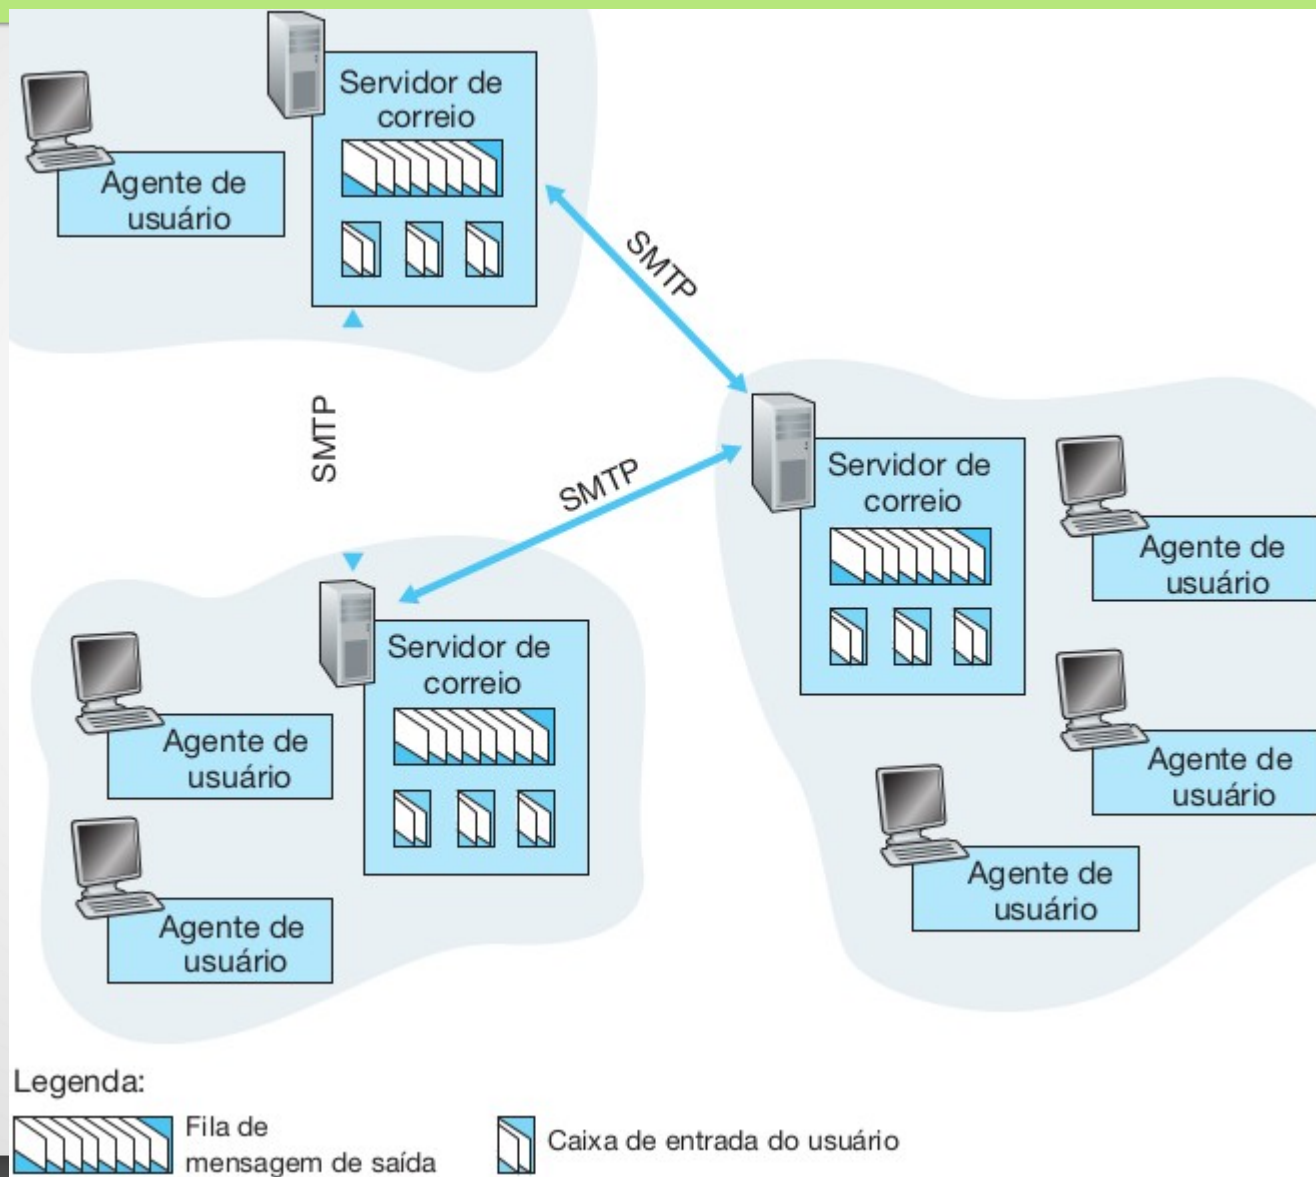 Servidor de
correio
Agente de
usuário
SMTP
SMTP
SMTP
Servidor de
correio
Agente de
usuário
Servidor de
correio
Agente de
usuário
Agente de
usuário
Agente de
usuário
Agente de
usuário
Legenda:
Fila de
mensagem de saída
Caixa de entrada do usuário